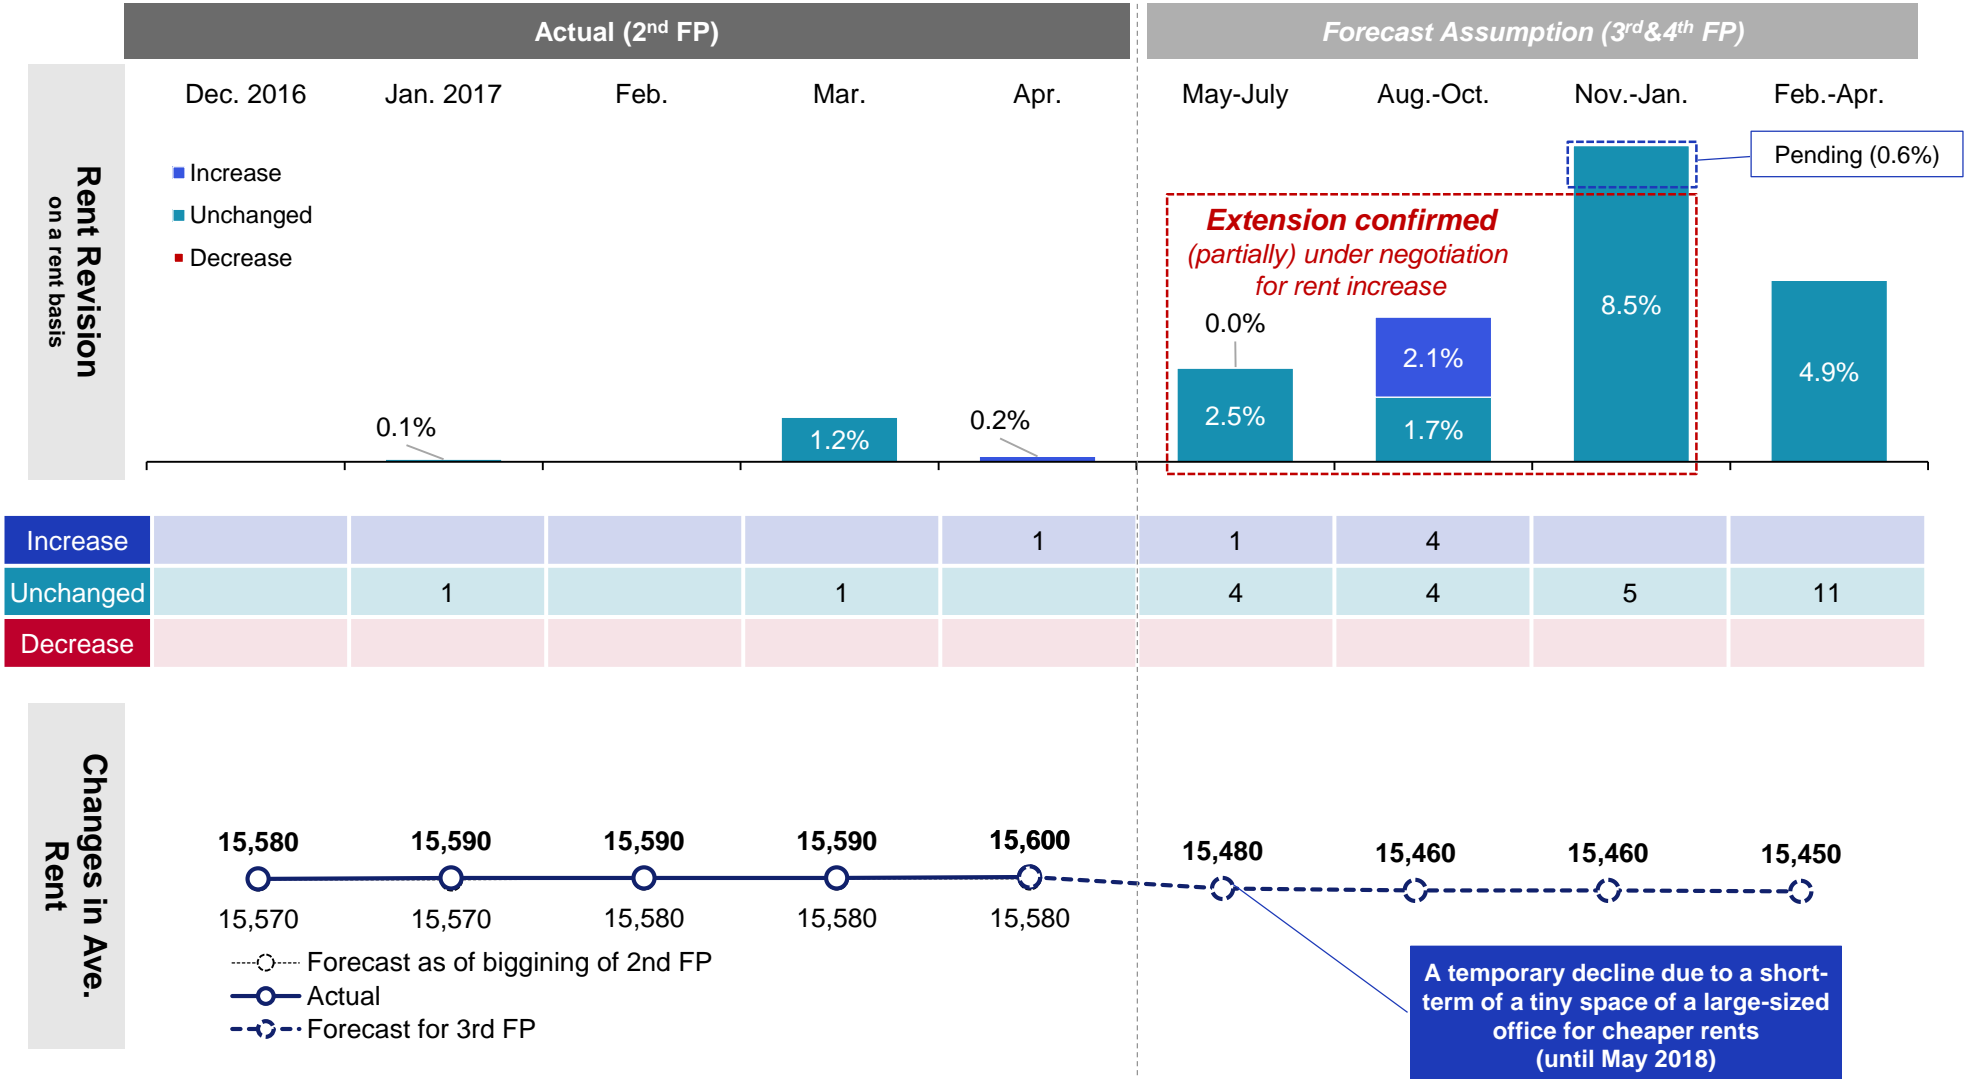 Actual (2nd FP)
Forecast Assumption (3rd&4th FP)
Dec. 2016
Jan. 2017
Feb.
Mar.
Apr.
May-July
Aug.-Oct.
Nov.-Jan.
Feb.-Apr.
Rent Revision
on a rent basis
Increase
Unchanged
Decrease
Pending (0.6%)
Extension confirmed
(partially) under negotiation
for rent increase
0.1%
1.2%
0.2%
0.0%
2.5%
2.1%
1.7%
8.5%
4.9%
Increase
1
1
4
Unchanged
1
1
4
4
5
11
Decrease
Changes in Ave.
Rent
15,580
15,590
15,590
15,590
15,600
15,480
15,460
15,460
15,450
15,570
15,570
15,580
15,580
15,580
Forecast as of biggining of 2nd FP
Actual
Forecast for 3rd FP
A temporary decline due to a short-
term of a tiny space of a large-sized
office for cheaper rents
(until May 2018)